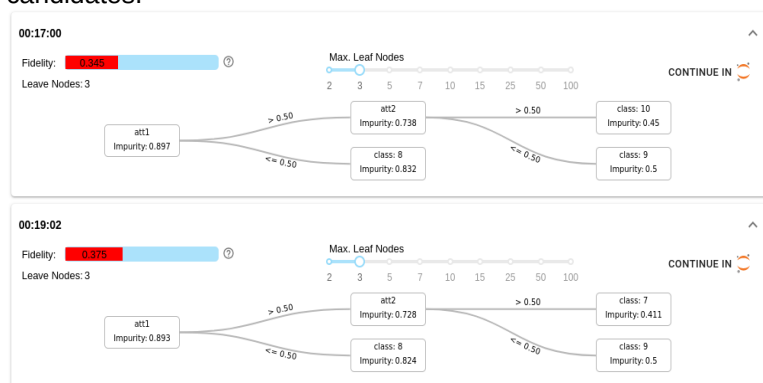 candidates.
00:17:00
Fidelity: 0.345
Max. Leaf Nodes
Leave Nodes: 3
2 3 5 7 10 15 25 50 100
CONTINUE IN
att1
Impurity: 0.897
> 0.50
<= 0.50
att2
Impurity: 0.738
class: 8
Impurity: 0.832
> 0.50
<= 0.50
class: 10
Impurity: 0.45
class: 9
Impurity: 0.5
00:19:02
Fidelity: 0.375
Max. Leaf Nodes
Leave Nodes: 3
2 3 5 7 10 15 25 50 100
CONTINUE IN
att1
Impurity: 0.893
> 0.50
<= 0.50
att2
Impurity: 0.728
class: 8
Impurity: 0.824
> 0.50
<= 0.50
class: 7
Impurity: 0.411
class: 9
Impurity: 0.5